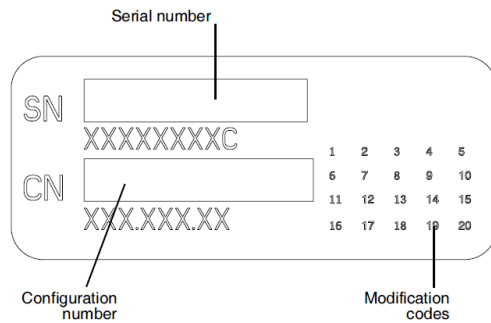 Serial number
SN
XXXXXXXXC
CN
XXX.XXX.XX
1 2 3 4 5
6 7 8 9 10
11 12 13 14 15
16 17 18 19 20
Configuration
number
Modification
codes